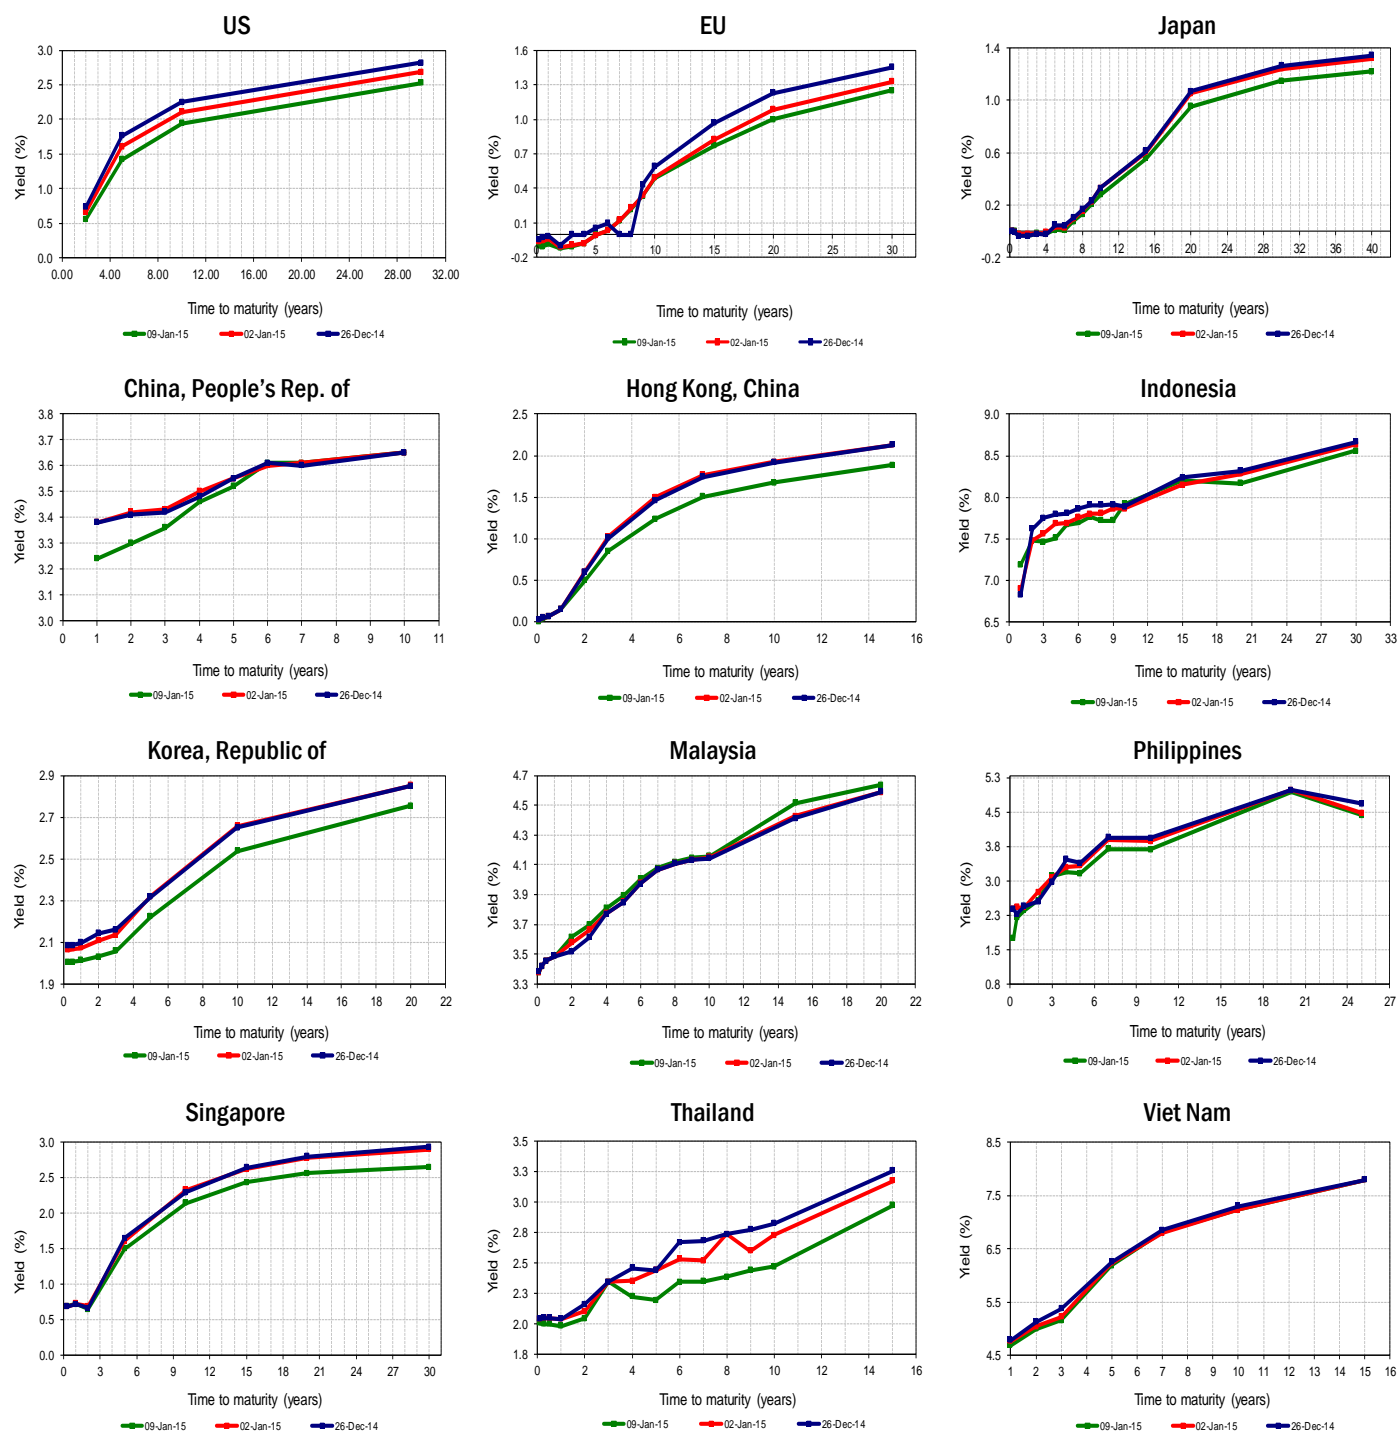 US
EU
Japan
3.0
2.5
2.0
1.5
1.0
0.5
0.0
Yield (%)
0.00 4.00 8.00 12.00 16.00 20.00 24.00 28.00 32.00
Time to maturity (years)
09-Jan-15 02-Jan-15 26-Dec-14
1.6
1.3
1.0
0.7
0.4
0.1
-0.2
Yield (%)
0 5 10 15 20 25 30
Time to maturity (years)
09-Jan-15 02-Jan-15 26-Dec-14
1.4
1.0
0.6
0.2
-0.2
Yield (%)
0 4 8 12 16 20 24 28 32 36 40
Time to maturity (years)
09-Jan-15 02-Jan-15 26-Dec-14
China, People's Rep. of
Hong Kong, China
Indonesia
3.8
3.7
3.6
3.5
3.4
3.3
3.2
3.1
3.0
Yield (%)
0 1 2 3 4 5 6 7 8 9 10 11
Time to maturity (years)
09-Jan-15 02-Jan-15 26-Dec-14
2.5
2.0
1.5
1.0
0.5
0.0
Yield (%)
0 2 4 6 8 10 12 14 16
Time to maturity (years)
09-Jan-15 02-Jan-15 26-Dec-14
9.0
8.5
8.0
7.5
7.0
6.5
Yield (%)
0 3 6 9 12 15 18 21 24 27 30 33
Time to maturity (years)
09-Jan-15 02-Jan-15 26-Dec-14
Korea, Republic of
Malaysia
Philippines
2.9
2.7
2.5
2.3
2.1
1.9
Yield (%)
0 2 4 6 8 10 12 14 16 18 20 22
Time to maturity (years)
09-Jan-15 02-Jan-15 26-Dec-14
4.7
4.5
4.3
4.1
3.9
3.7
3.5
3.3
Yield (%)
0 2 4 6 8 10 12 14 16 18 20 22
Time to maturity (years)
09-Jan-15 02-Jan-15 26-Dec-14
5.3
4.5
3.8
3.0
2.3
1.5
0.8
Yield (%)
0 3 6 9 12 15 18 21 24 27
Time to maturity (years)
09-Jan-15 02-Jan-15 26-Dec-14
Singapore
Thailand
Viet Nam
3.0
2.5
2.0
1.5
1.0
0.5
0.0
Yield (%)
0 3 6 9 12 15 18 21 24 27 30
Time to maturity (years)
09-Jan-15 02-Jan-15 26-Dec-14
3.5
3.3
3.0
2.8
2.5
2.3
2.0
1.8
Yield (%)
0 2 4 6 8 10 12 14 16
Time to maturity (years)
09-Jan-15 02-Jan-15 26-Dec-14
8.5
7.5
6.5
5.5
4.5
Yield (%)
1 2 3 4 5 6 7 8 9 10 11 12 13 14 15 16
Time to maturity (years)
09-Jan-15 02-Jan-15 26-Dec-14